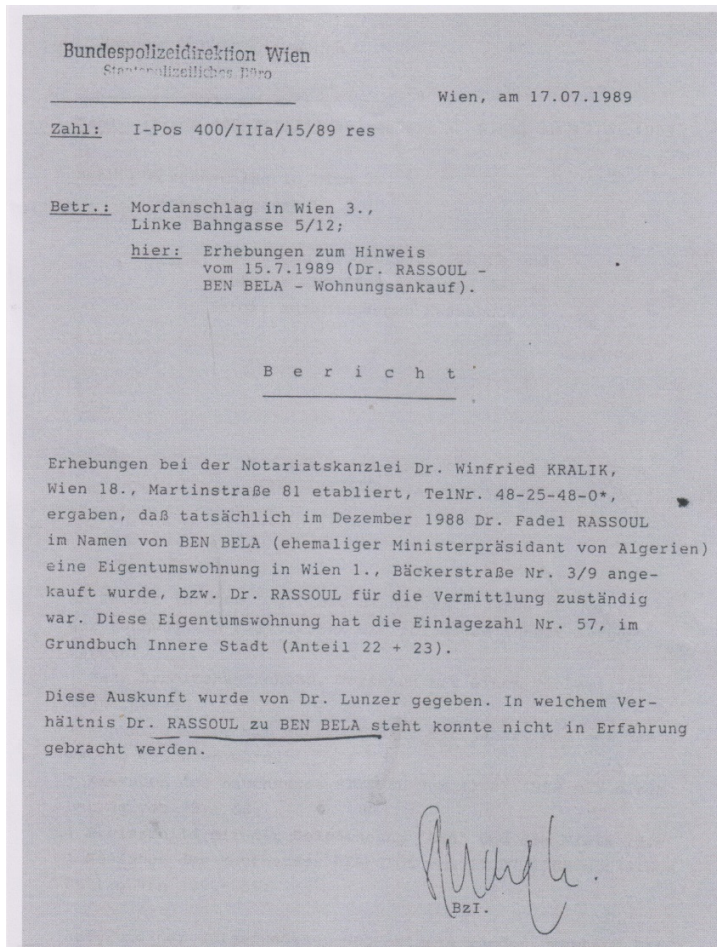 Bundespolizeidirektion Wien
Staatspolizeiliches Büro
Wien, am 17.07.1989
Zahl: I-Pos 400/IIIa/15/89 res
Betr.: Mordanschlag in Wien 3.,
Linke Bahngasse 5/12;
hier: Erhebungen zum Hinweis
vom 15.7.1989 (Dr. RASSOUL -
BEN BELA - Wohnungsankauf).
B e r i c h t
Erhebungen bei der Notariatskanzlei Dr. Winfried KRALIK,
Wien 18., Martinstraße 81 etabliert, TelNr. 48-25-48-0*,
ergaben, daß tatsächlich im Dezember 1988 Dr. Fadel RASSOUL
im Namen von BEN BELA (ehemaliger Ministerpräsidant von Algerien)
eine Eigentumswohnung in Wien 1., Bäckerstraße Nr. 3/9 ange-
kauft wurde, bzw. Dr. RASSOUL für die Vermittlung zuständig
war. Diese Eigentumswohnung hat die Einlagezahl Nr. 57, im
Grundbuch Innere Stadt (Anteil 22 + 23).
Diese Auskunft wurde von Dr. Lunzer gegeben. In welchem Ver-
hältnis Dr. RASSOUL zu BEN BELA steht konnte nicht in Erfahrung
gebracht werden.
BzI.